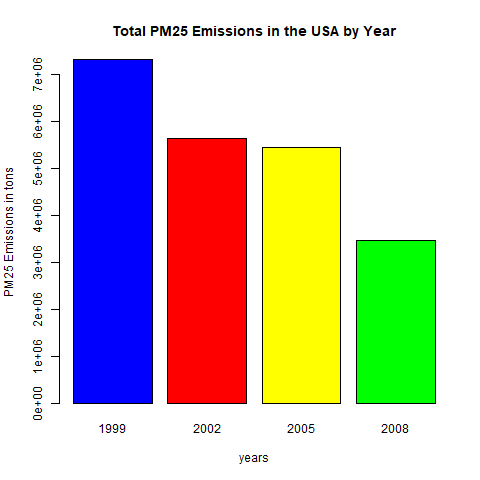 Total PM25 Emissions in the USA by Year
PM25 Emissions in tons
7e+06
6e+06
5e+06
4e+06
3e+06
2e+06
1e+06
0e+00
1999 2002 2005 2008
years